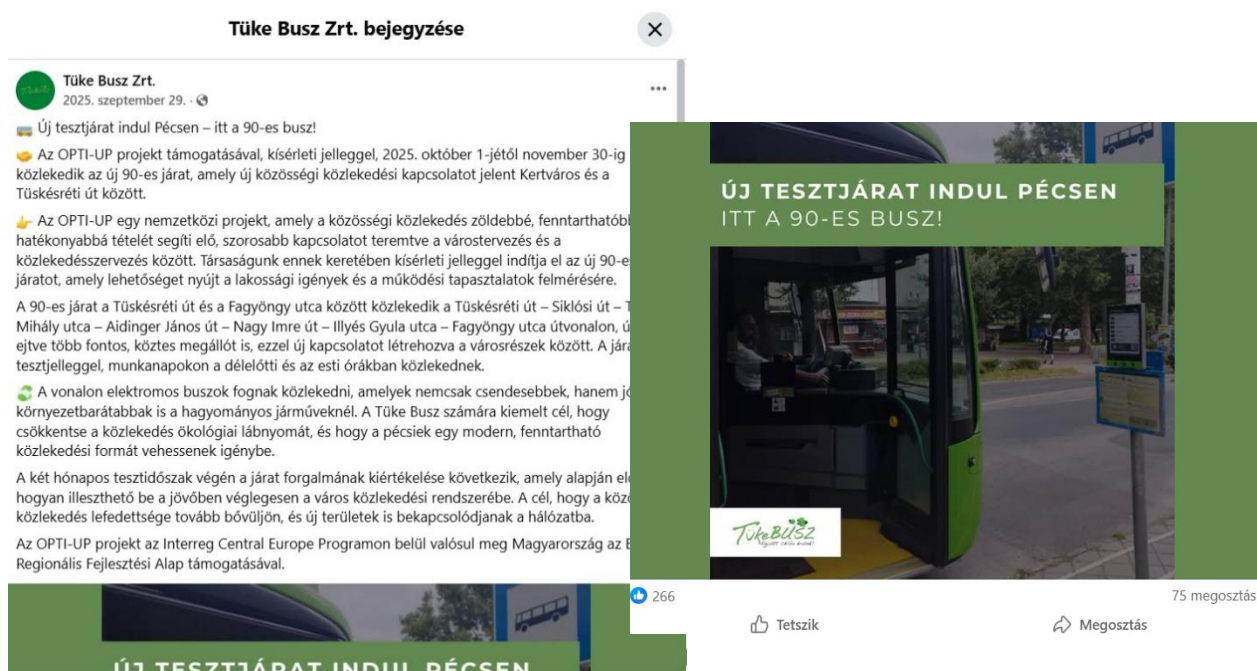 Tüke Busz Zrt. bejegyzése
Tüke Busz Zrt.
2025. szeptember 29. ·
Új tesztjárat indul Pécsen – itt a 90-es busz!
Az OPTI-UP projekt támogatásával, kísérleti jelleggel, 2025. október 1-jétől november 30-ig
közlekedik az új 90-es járat, amely új közösségi közlekedési kapcsolatot jelent Kertváros és a
Tüskésréti út között.
Az OPTI-UP egy nemzetközi projekt, amely a közösségi közlekedés zöldebbé,
hatékonyabbá tételét segíti elő, szorosabb kapcsolatot teremtve a várostervezés és a
közlekedésszervezés között. Társaságunk ennek keretében kísérleti jelleggel indítja el az új
járatot, amely lehetőséget nyújt a lakossági igények és a működési tapasztalatok felmérésére.
A 90-es járat a Tüskésréti út és a Fagyöngy utca között közlekedik a Tüskésréti út – Siklósi út –
Mihály utca – Aidinger János út – Nagy Imre út – Illyés Gyula utca – Fagyöngy utca útvonalon,
ejtve több fontos, köztes megállót is, ezzel új kapcsolatot létrehozva a városrészek között. A
tesztjelleggel, munkanapokon a délelőtti és az esti órákban közlekednek.
A vonalon elektromos buszok fognak közlekedni, amelyek nemcsak csendesebbek, hanem
környezetbarátabbak is a hagyományos járműveknél. A Tüke Busz számára kiemelt cél, hogy
csökkentse a közlekedés ökológiai lábnyomát, és hogy a pécsiek egy modern, fenntartható
közlekedési formát vehessenek igénybe.
A két hónapos tesztidőszak végén a járat forgalmának kiértékelése következik, amely alapján
hogyan illeszthető be a jövőben véglegesen a város közlekedési rendszerébe. A cél, hogy a
közlekedés lefedettsége tovább bővüljön, és új területek is bekapcsolódjanak a hálózatba.
Az OPTI-UP projekt az Interreg Central Europe Programon belül valósul meg Magyarország az
Regionális Fejlesztési Alap támogatásával.
ÚJ TESZTJÁRAT INDUL PÉCSEN
ÚJ TESZTJÁRAT INDUL PÉCSEN
ITT A 90-ES BUSZ!
TükeBUSZ
266
75 megosztás
Tetszik
Megosztás